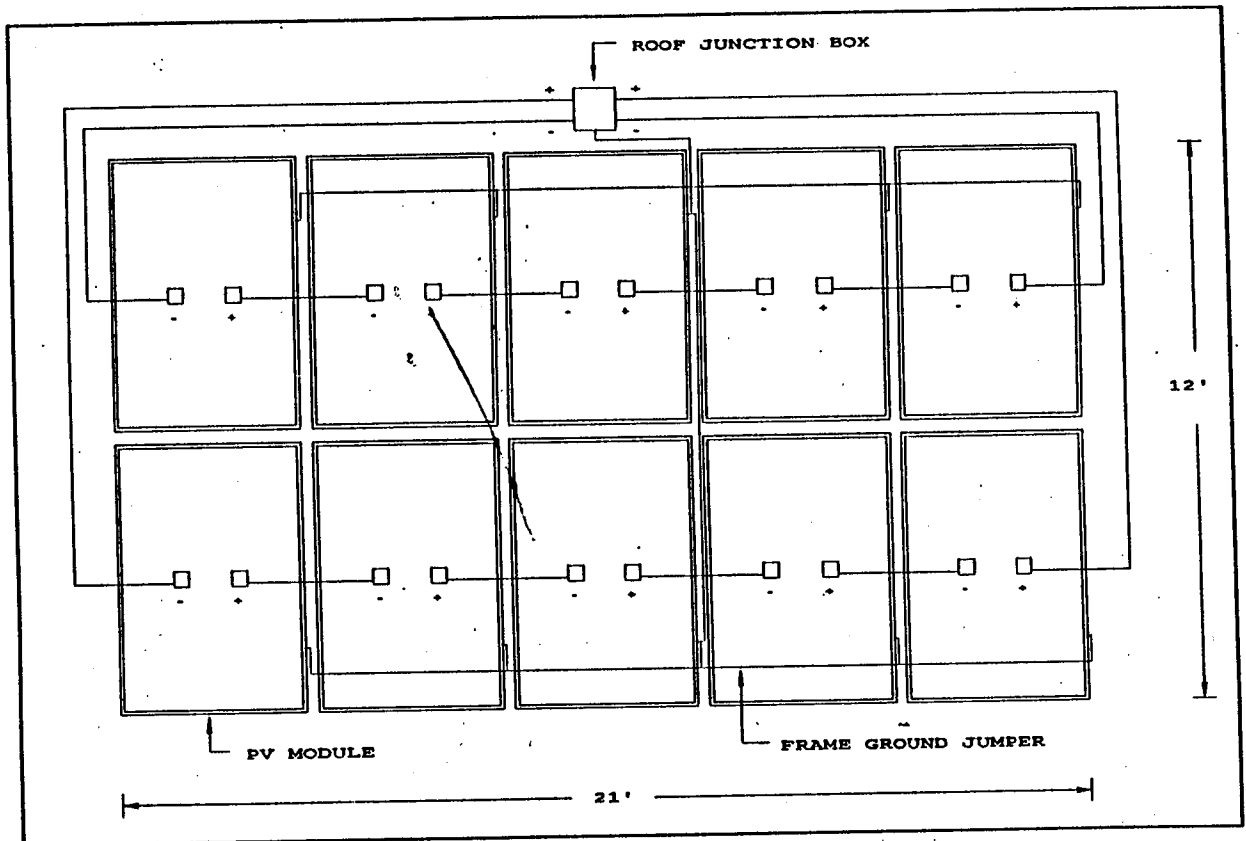 ROOF JUNCTION BOX
+ +
- -
- + - - + - + - +
12'
- + - + - + - + - +
PV MODULE
FRAME GROUND JUMPER
21'